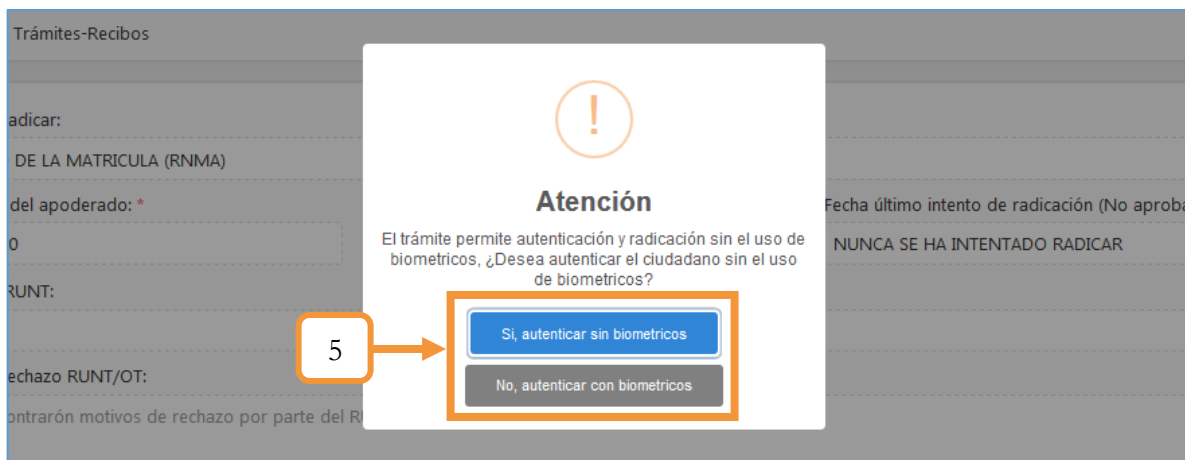 Trámites-Recibos
adicar:
DE LA MATRICULA (RNMA)
del apoderado: *
Fecha último intento de radicación (No aproba
0
NUNCA SE HA INTENTADO RADICAR
RUNT:
echazo RUNT/OT:
ontrarón motivos de rechazo por parte del R
!
Atención
El trámite permite autenticación y radicación sin el uso de
biometricos, ¿Desea autenticar el ciudadano sin el uso
de biometricos?
5
Si, autenticar sin biometricos
No, autenticar con biometricos